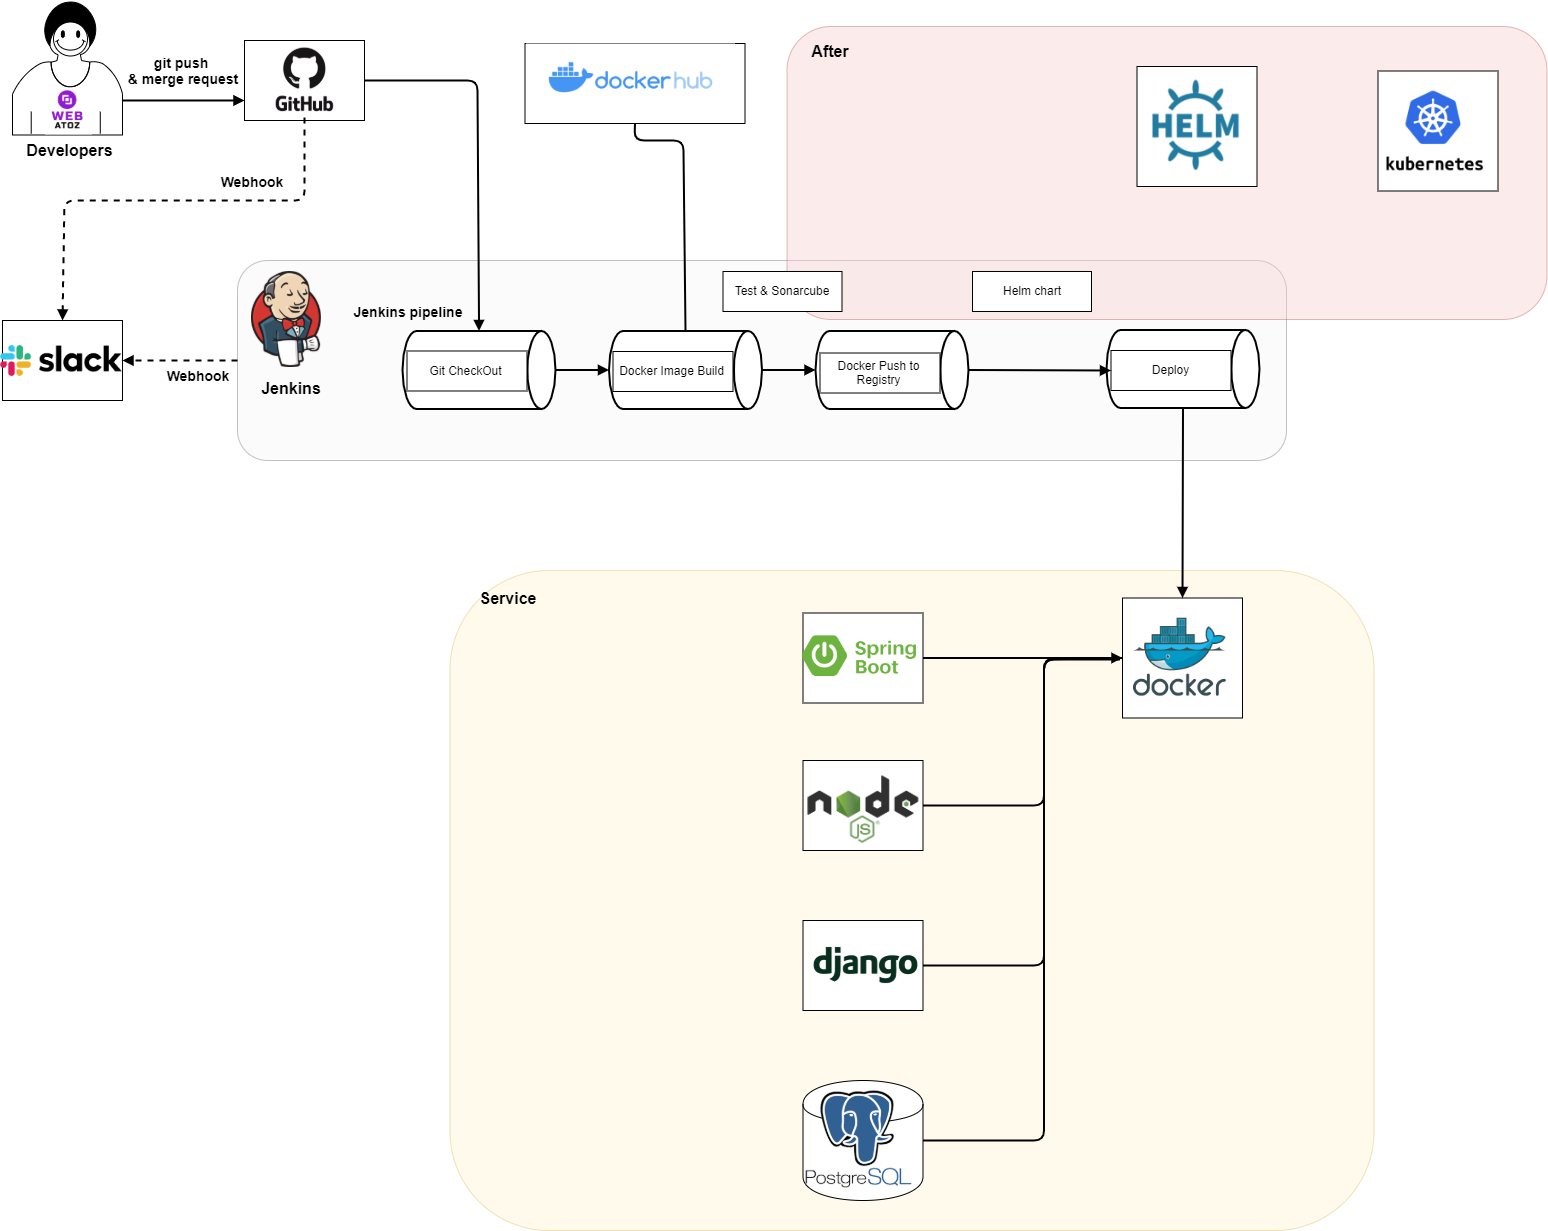 git push
& merge request
WEB
ATOZ
Developers
GitHub
docker hub
After
HELM
kubernetes
Webhook
Test & Sonarcube
Helm chart
Jenkins pipeline
slack
Webhook
Jenkins
Git CheckOut
Docker Image Build
Docker Push to
Registry
Deploy
Service
Spring
Boot
docker
node
JS
django
PostgreSQL